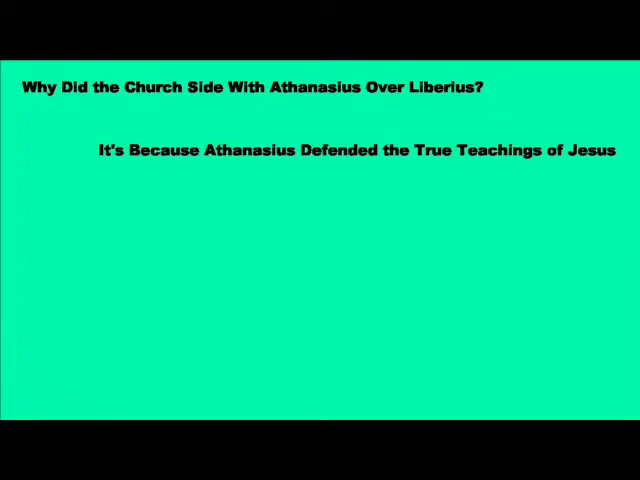 Why Did the Church Side With Athanasius Over Liberius?
It's Because Athanasius Defended the True Teachings of Jesus